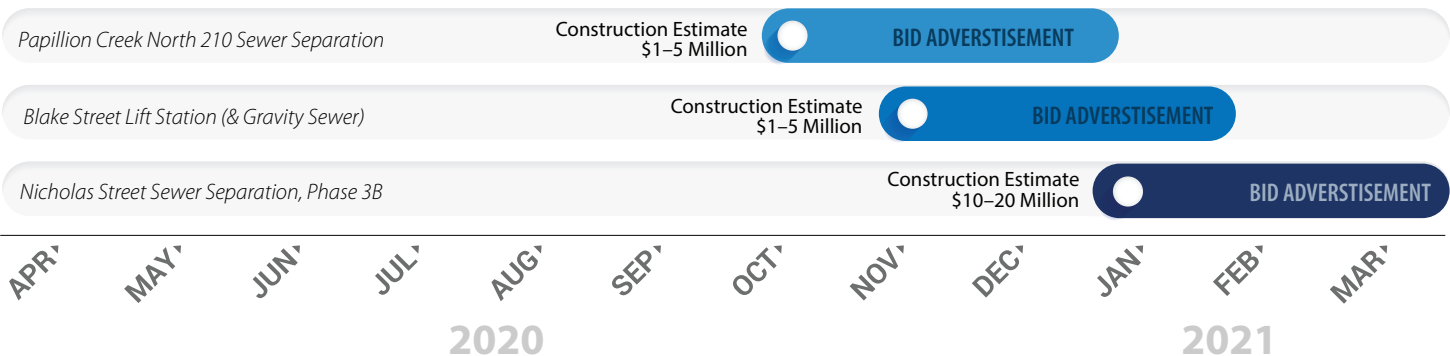 Papillion Creek North 210 Sewer Separation
Construction Estimate
$1–5 Million
BID ADVERSTISEMENT
Blake Street Lift Station (& Gravity Sewer)
Construction Estimate
$1–5 Million
BID ADVERSTISEMENT
Nicholas Street Sewer Separation, Phase 3B
Construction Estimate
$10–20 Million
BID ADVERSTISEMENT
APR
MAY
JUN
JUL
AUG
SEP
OCT
NOV
DEC
JAN
FEB
MAR
2020
2021